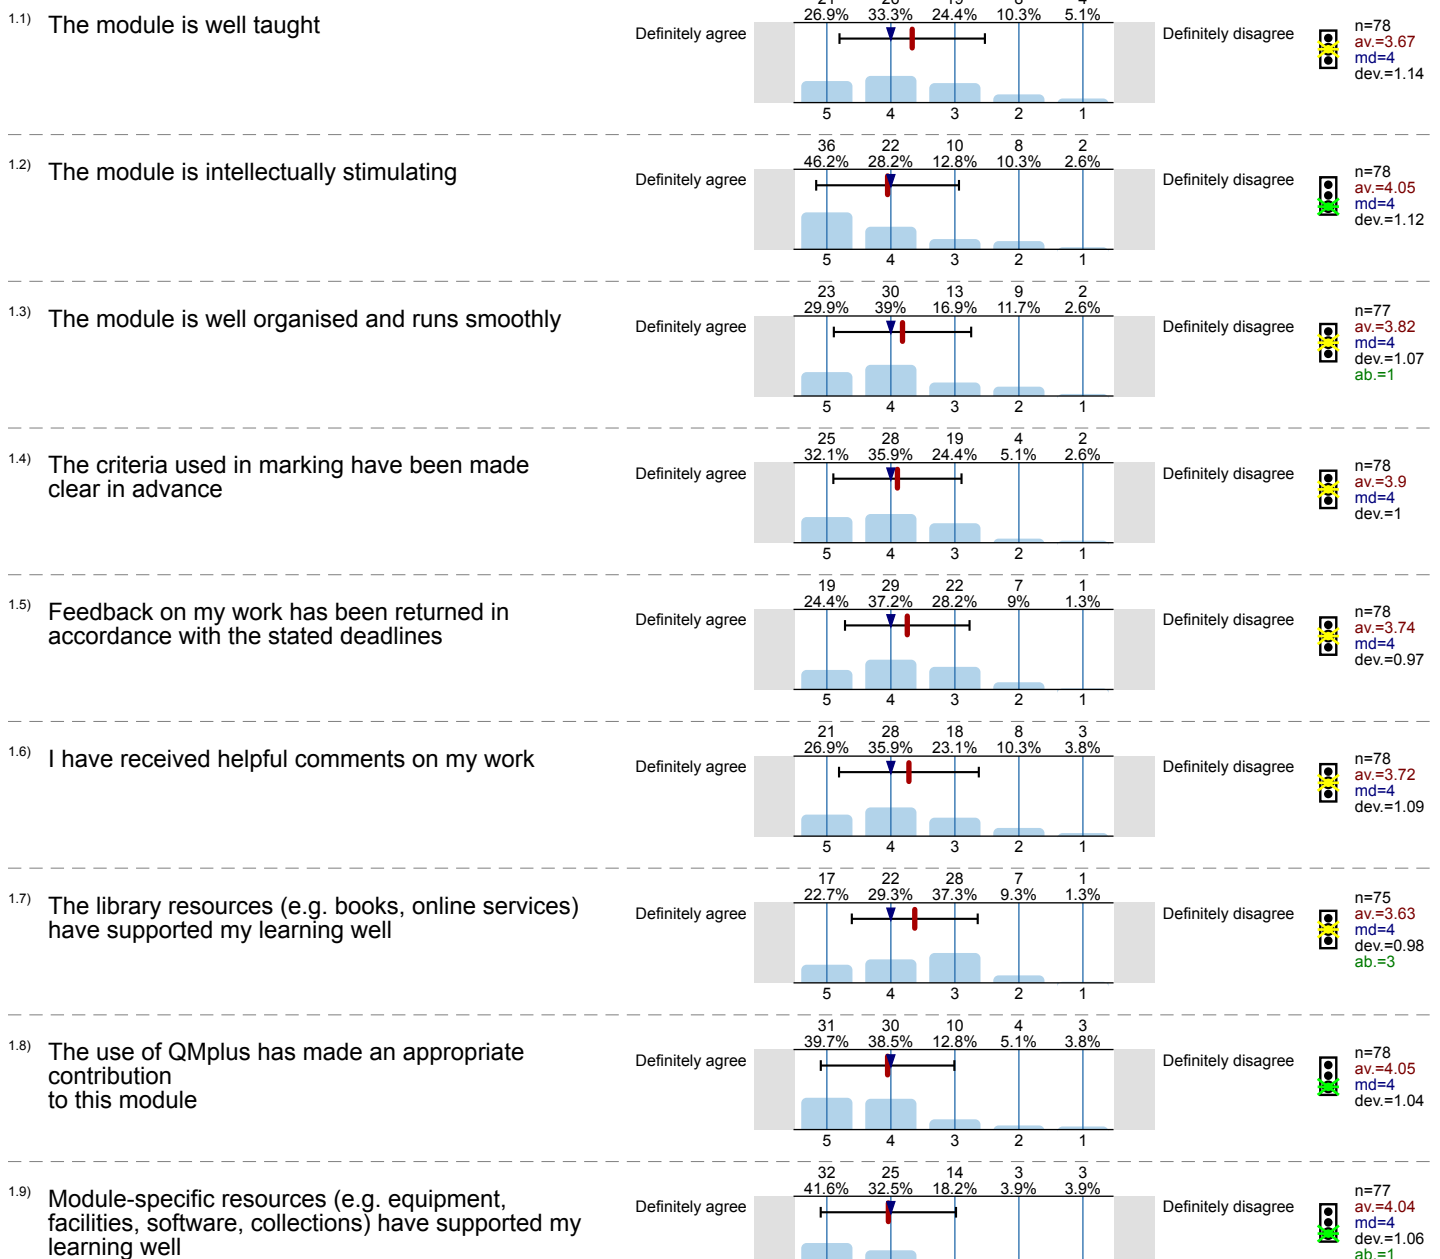 21 26 19 8 4
26.9% 33.3% 24.4% 10.3% 5.1%
1.1) The module is well taught
Definitely agree Definitely disagree
n=78
av.=3.67
md=4
dev.=1.14
5 4 3 2 1
36 22 10 8 2
46.2% 28.2% 12.8% 10.3% 2.6%
1.2) The module is intellectually stimulating
Definitely agree Definitely disagree
n=78
av.=4.05
md=4
dev.=1.12
5 4 3 2 1
23 30 13 9 2
29.9% 39% 16.9% 11.7% 2.6%
1.3) The module is well organised and runs smoothly
Definitely agree Definitely disagree
n=77
av.=3.82
md=4
dev.=1.07
ab.=1
5 4 3 2 1
25 28 19 4 2
32.1% 35.9% 24.4% 5.1% 2.6%
1.4) The criteria used in marking have been made
clear in advance
Definitely agree Definitely disagree
n=78
av.=3.9
md=4
dev.=1
5 4 3 2 1
19 29 22 7 1
24.4% 37.2% 28.2% 9% 1.3%
1.5) Feedback on my work has been returned in
accordance with the stated deadlines
Definitely agree Definitely disagree
n=78
av.=3.74
md=4
dev.=0.97
5 4 3 2 1
21 28 18 8 3
26.9% 35.9% 23.1% 10.3% 3.8%
1.6) I have received helpful comments on my work
Definitely agree Definitely disagree
n=78
av.=3.72
md=4
dev.=1.09
5 4 3 2 1
17 22 28 7 1
22.7% 29.3% 37.3% 9.3% 1.3%
1.7) The library resources (e.g. books, online services)
have supported my learning well
Definitely agree Definitely disagree
n=75
av.=3.63
md=4
dev.=0.98
ab.=3
5 4 3 2 1
31 30 10 4 3
39.7% 38.5% 12.8% 5.1% 3.8%
1.8) The use of QMplus has made an appropriate
contribution
to this module
Definitely agree Definitely disagree
n=78
av.=4.05
md=4
dev.=1.04
5 4 3 2 1
32 25 14 3 3
41.6% 32.5% 18.2% 3.9% 3.9%
1.9) Module-specific resources (e.g. equipment,
facilities, software, collections) have supported my
learning well
Definitely agree Definitely disagree
n=77
av.=4.04
md=4
dev.=1.06
ab.=1